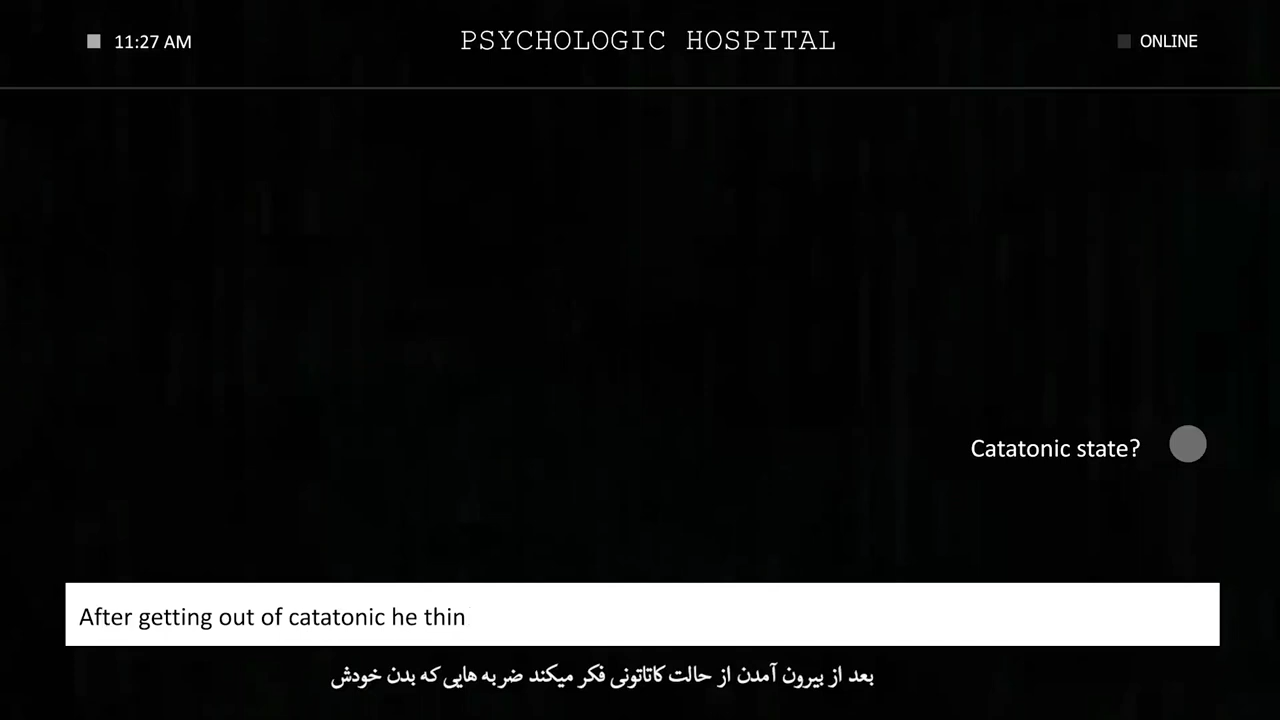 11:27 AM
PSYCHOLOGIC HOSPITAL
ONLINE
Catatonic state?
After getting out of catatonic he thin
بعد از بیرون آمدن از حالت کاتاتونی فکر میکند ضربه هایی که بدن خودش